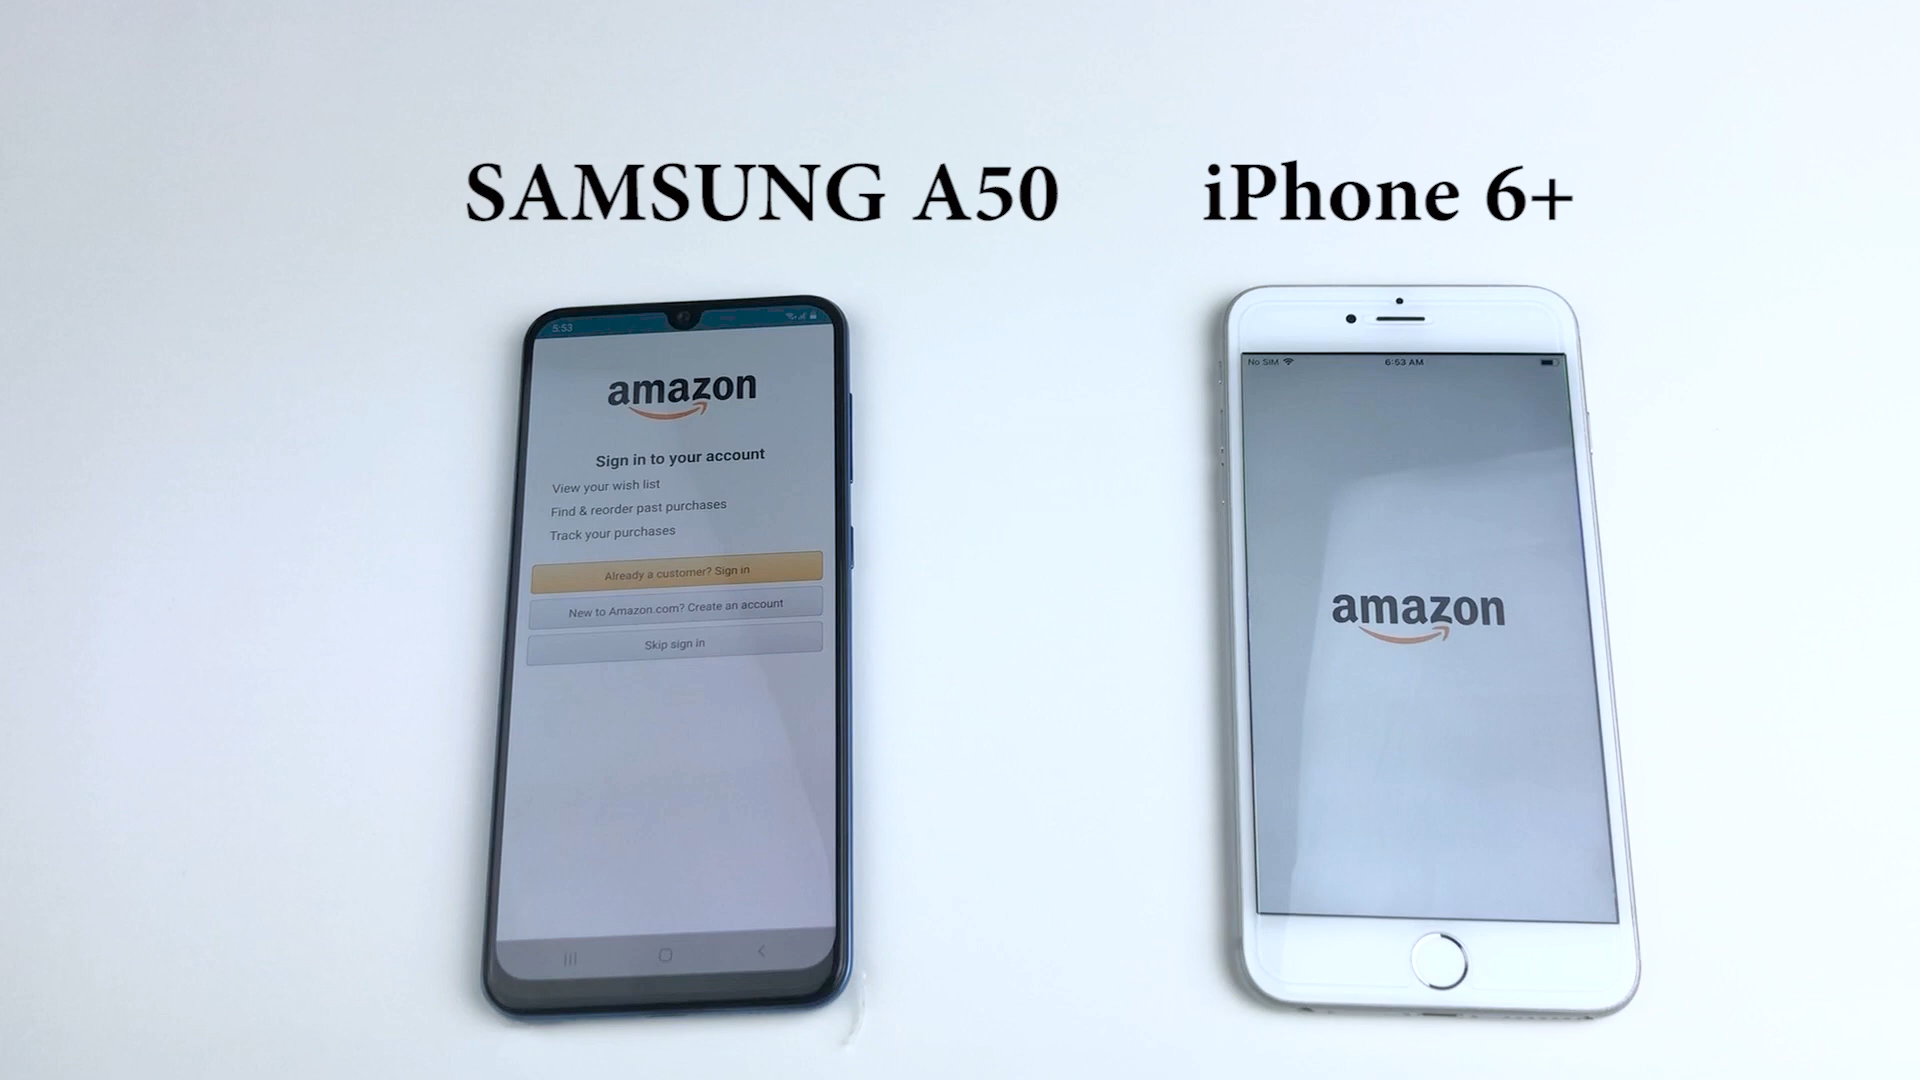 SAMSUNG A50
iPhone 6+
5:53
amazon
Sign in to your account
View your wish list
Find & reorder past purchases
Track your purchases
Already a customer? Sign in
New to Amazon.com? Create an account
Skip sign in
No SIM 6:53 AM
amazon